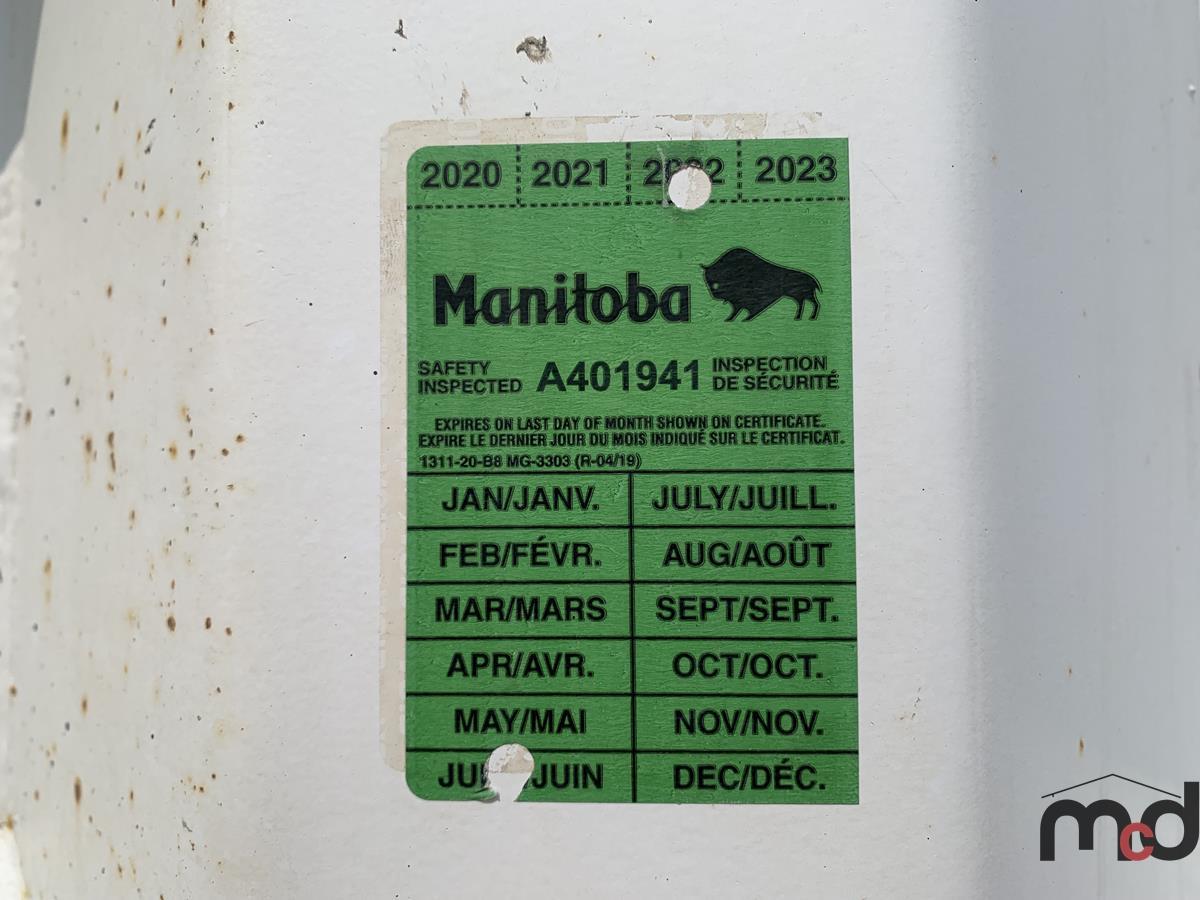 2020 2021 2022 2023
Manitoba
SAFETY INSPECTED A401941 INSPECTION DE SÉCURITÉ
EXPIRES ON LAST DAY OF MONTH SHOWN ON CERTIFICATE.
EXPIRE LE DERNIER JOUR DU MOIS INDIQUÉ SUR LE CERTIFICAT.
1311-20-B8 MG-3303 (R-04/19)
JAN/JANV. JULY/JUILL.
FEB/FÉVR. AUG/AOÛT
MAR/MARS SEPT/SEPT.
APR/AVR. OCT/OCT.
MAY/MAI NOV/NOV.
JUNE/JUIN DEC/DÉC.
mcd